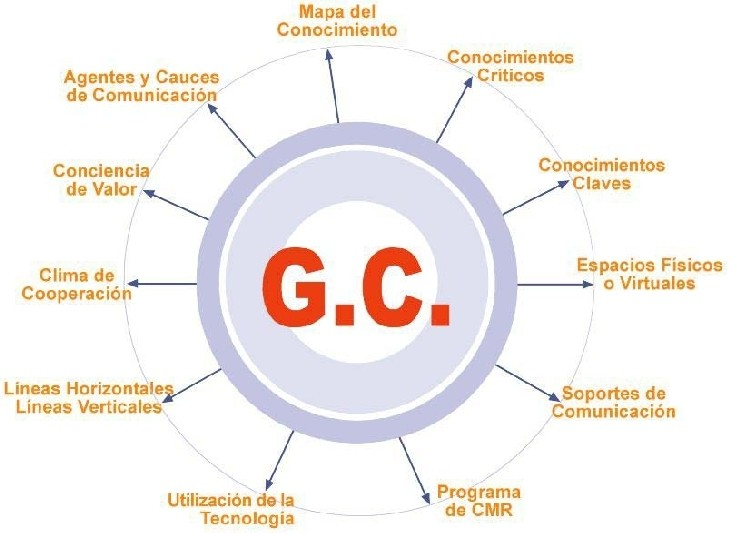 Mapa del
Conocimiento
Conocimientos
Críticos
Conocimientos
Claves
Espacios Físicos
o Virtuales
Soportes de
Comunicación
Programa
de CMR
Utilización de la
Tecnología
Líneas Horizontales
Líneas Verticales
Clima de
Cooperación
Conciencia
de Valor
Agentes y Cauces
de Comunicación
G.C.